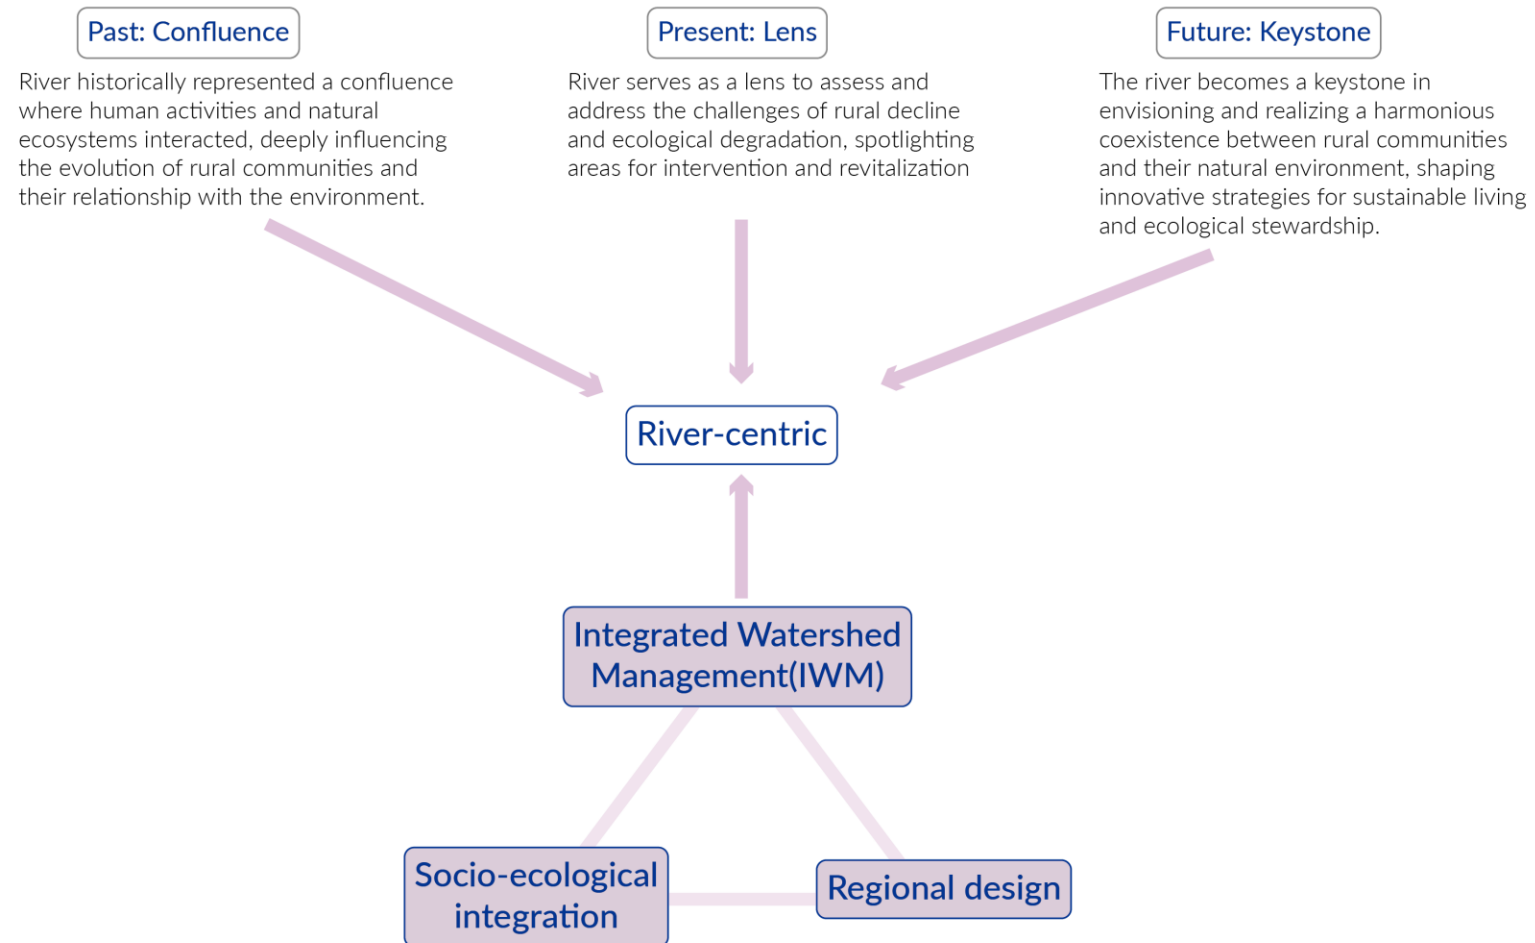 Past: Confluence
River historically represented a confluence
where human activities and natural
ecosystems interacted, deeply influencing
the evolution of rural communities and
their relationship with the environment.
Present: Lens
River serves as a lens to assess and
address the challenges of rural decline
and ecological degradation, spotlighting
areas for intervention and revitalization
Future: Keystone
The river becomes a keystone in
envisioning and realizing a harmonious
coexistence between rural communities
and their natural environment, shaping
innovative strategies for sustainable living
and ecological stewardship.
River-centric
Integrated Watershed
Management(IWM)
Socio-ecological
integration
Regional design